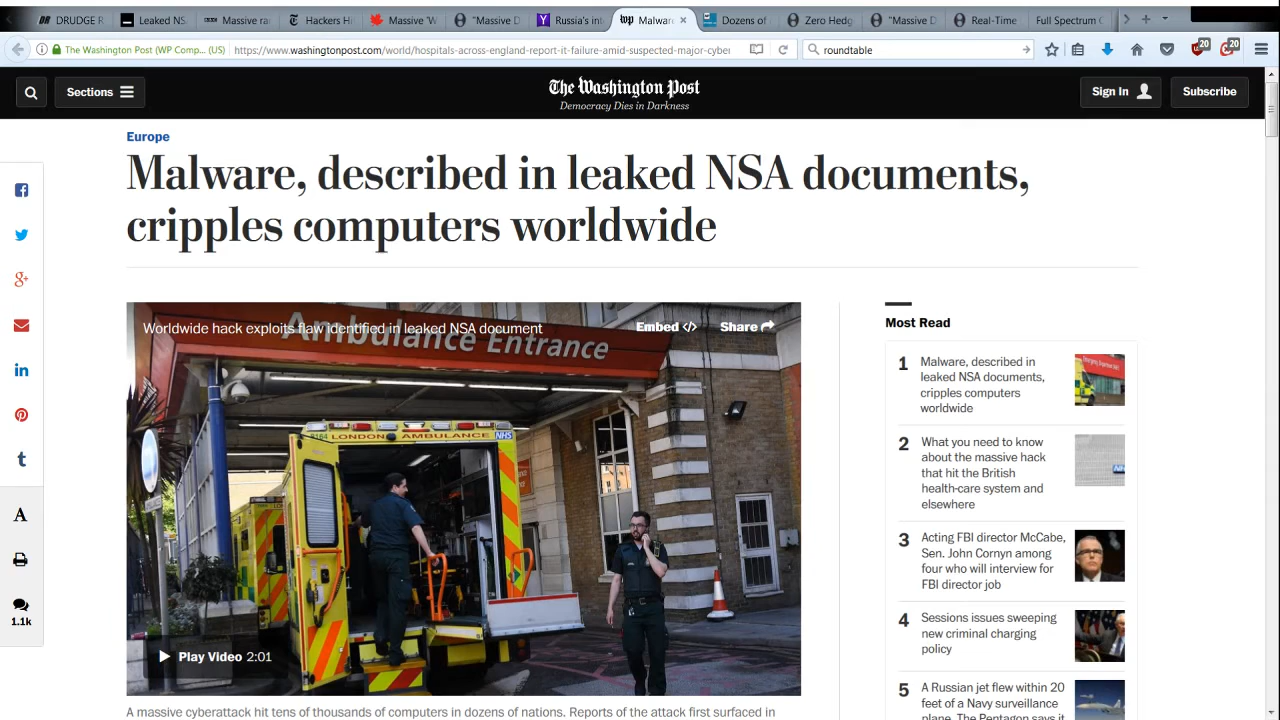 DRUDGE R
Leaked NS
Massive ra
Hackers Hi
Massive 'W
"Massive D
Russia's int
Malware
Dozens of
Zero Hedg
"Massive D
Real-Time
Full Spectrum C
The Washington Post (WP Comp... (US)
https://www.washingtonpost.com/world/hospitals-across-england-report-it-failure-amid-suspected-major-cyber
roundtable
20
20
Sections
The Washington Post
Democracy Dies in Darkness
Sign In
Subscribe
Europe
Malware, described in leaked NSA documents,
cripples computers worldwide
Worldwide hack exploits flaw identified in leaked NSA document
Embed
Share
Ambulance Entrance
LONDON AMBULANCE
NHS
Play Video 2:01
A massive cyberattack hit tens of thousands of computers in dozens of nations. Reports of the attack first surfaced in
A
1.1k
Most Read
1
Malware, described in
leaked NSA documents,
cripples computers
worldwide
2
What you need to know
about the massive hack
that hit the British
health-care system and
elsewhere
3
Acting FBI director McCabe,
Sen. John Cornyn among
four who will interview for
FBI director job
4
Sessions issues sweeping
new criminal charging
policy
5
A Russian jet flew within 20
feet of a Navy surveillance
plane. The Pentagon says it